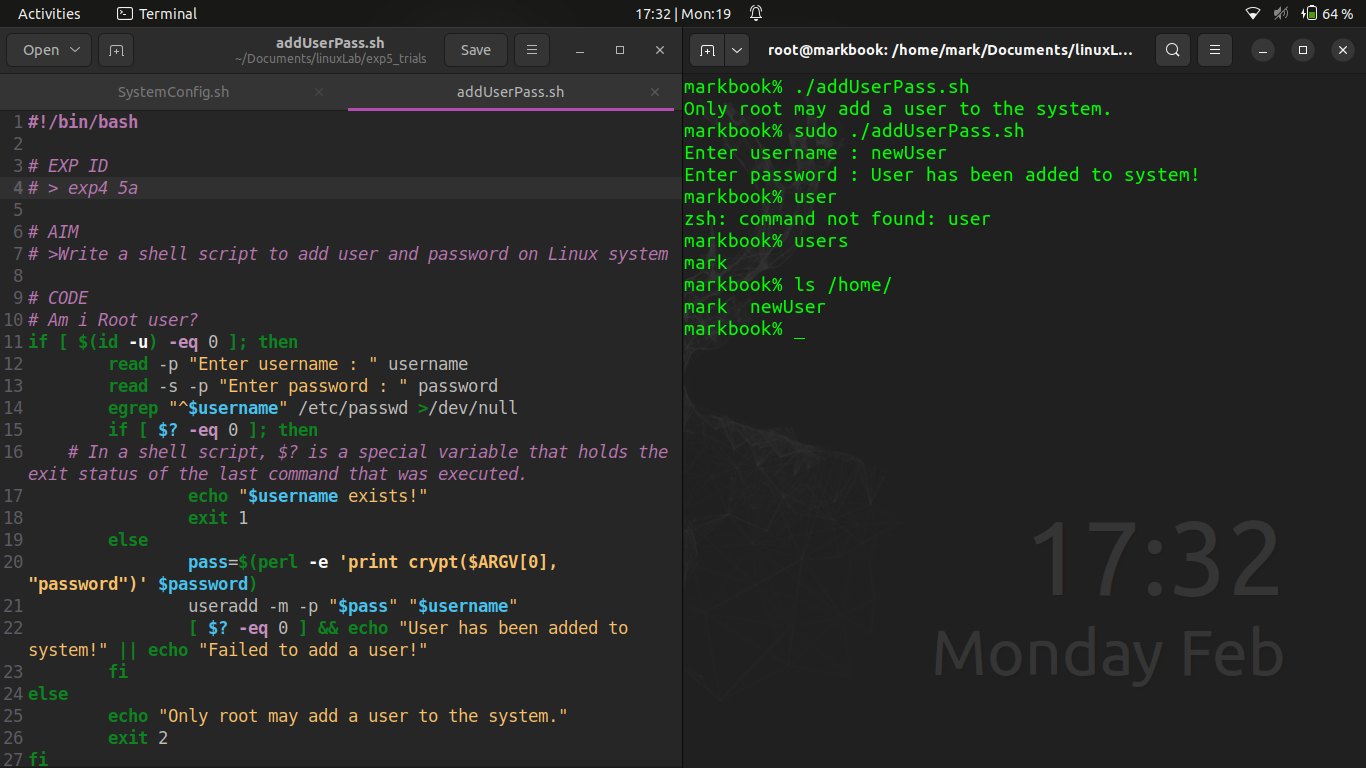 Activities Terminal 17:32 | Mon:19 64 %
Open addUserPass.sh Save
~/Documents/linuxLab/exp5_trials
SystemConfig.sh × addUserPass.sh ×
1 #!/bin/bash
2
3 # EXP ID
4 # > exp4 5a
5
6 # AIM
7 # >Write a shell script to add user and password on Linux system
8
9 # CODE
10 # Am i Root user?
11 if [ $(id -u) -eq 0 ]; then
12 read -p "Enter username : " username
13 read -s -p "Enter password : " password
14 egrep "^$username" /etc/passwd >/dev/null
15 if [ $? -eq 0 ]; then
16 # In a shell script, $? is a special variable that holds the
exit status of the last command that was executed.
17 echo "$username exists!"
18 exit 1
19 else
20 pass=$(perl -e 'print crypt($ARGV[0],
"password")' $password)
21 useradd -m -p "$pass" "$username"
22 [ $? -eq 0 ] && echo "User has been added to
system!" || echo "Failed to add a user!"
23 fi
24 else
25 echo "Only root may add a user to the system."
26 exit 2
27 fi
root@markbook: /home/mark/Documents/linuxL...
markbook% ./addUserPass.sh
Only root may add a user to the system.
markbook% sudo ./addUserPass.sh
Enter username : newUser
Enter password : User has been added to system!
markbook% user
zsh: command not found: user
markbook% users
mark
markbook% ls /home/
mark newUser
markbook% _
17:32
Monday Feb